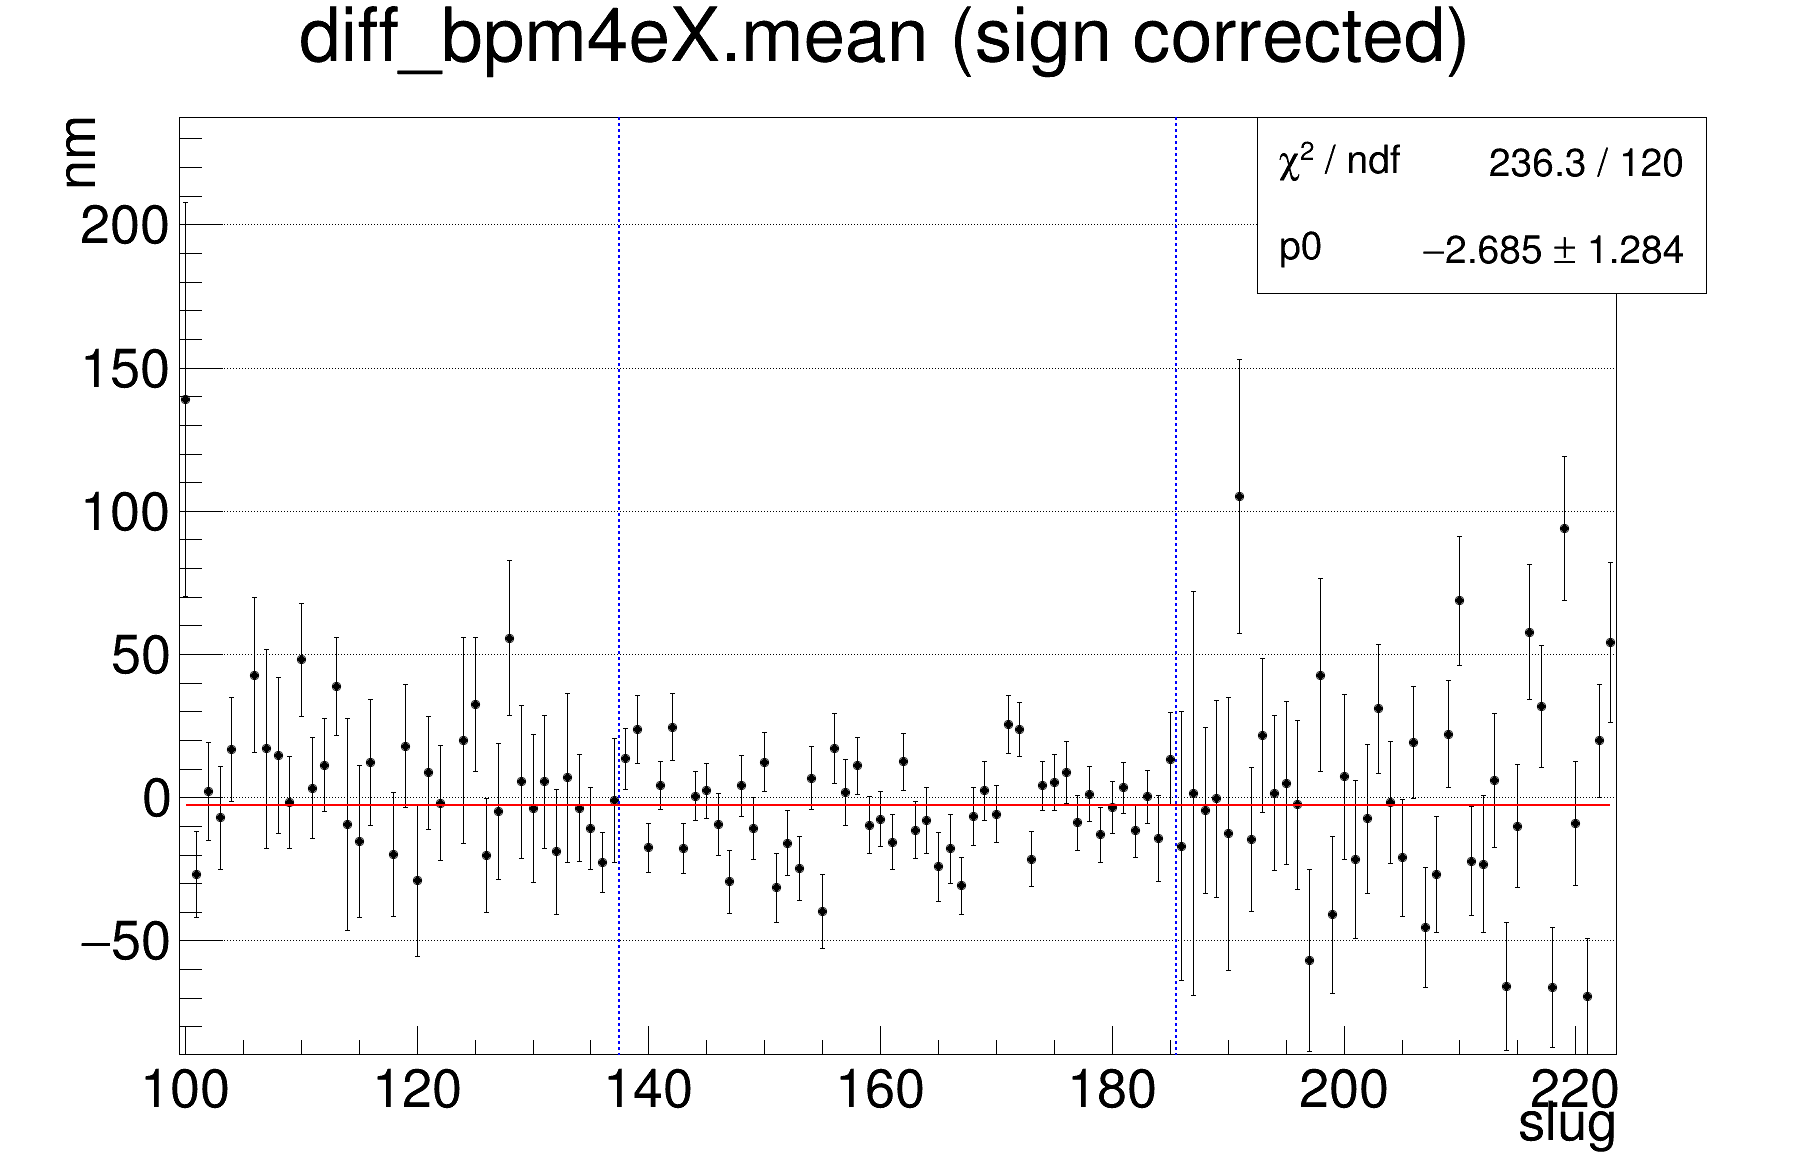 diff_bpm4eX.mean (sign corrected)
nm
χ² / ndf 236.3 / 120
p0 −2.685 ± 1.284
200
150
100
50
0
−50
100 120 140 160 180 200 220
slug